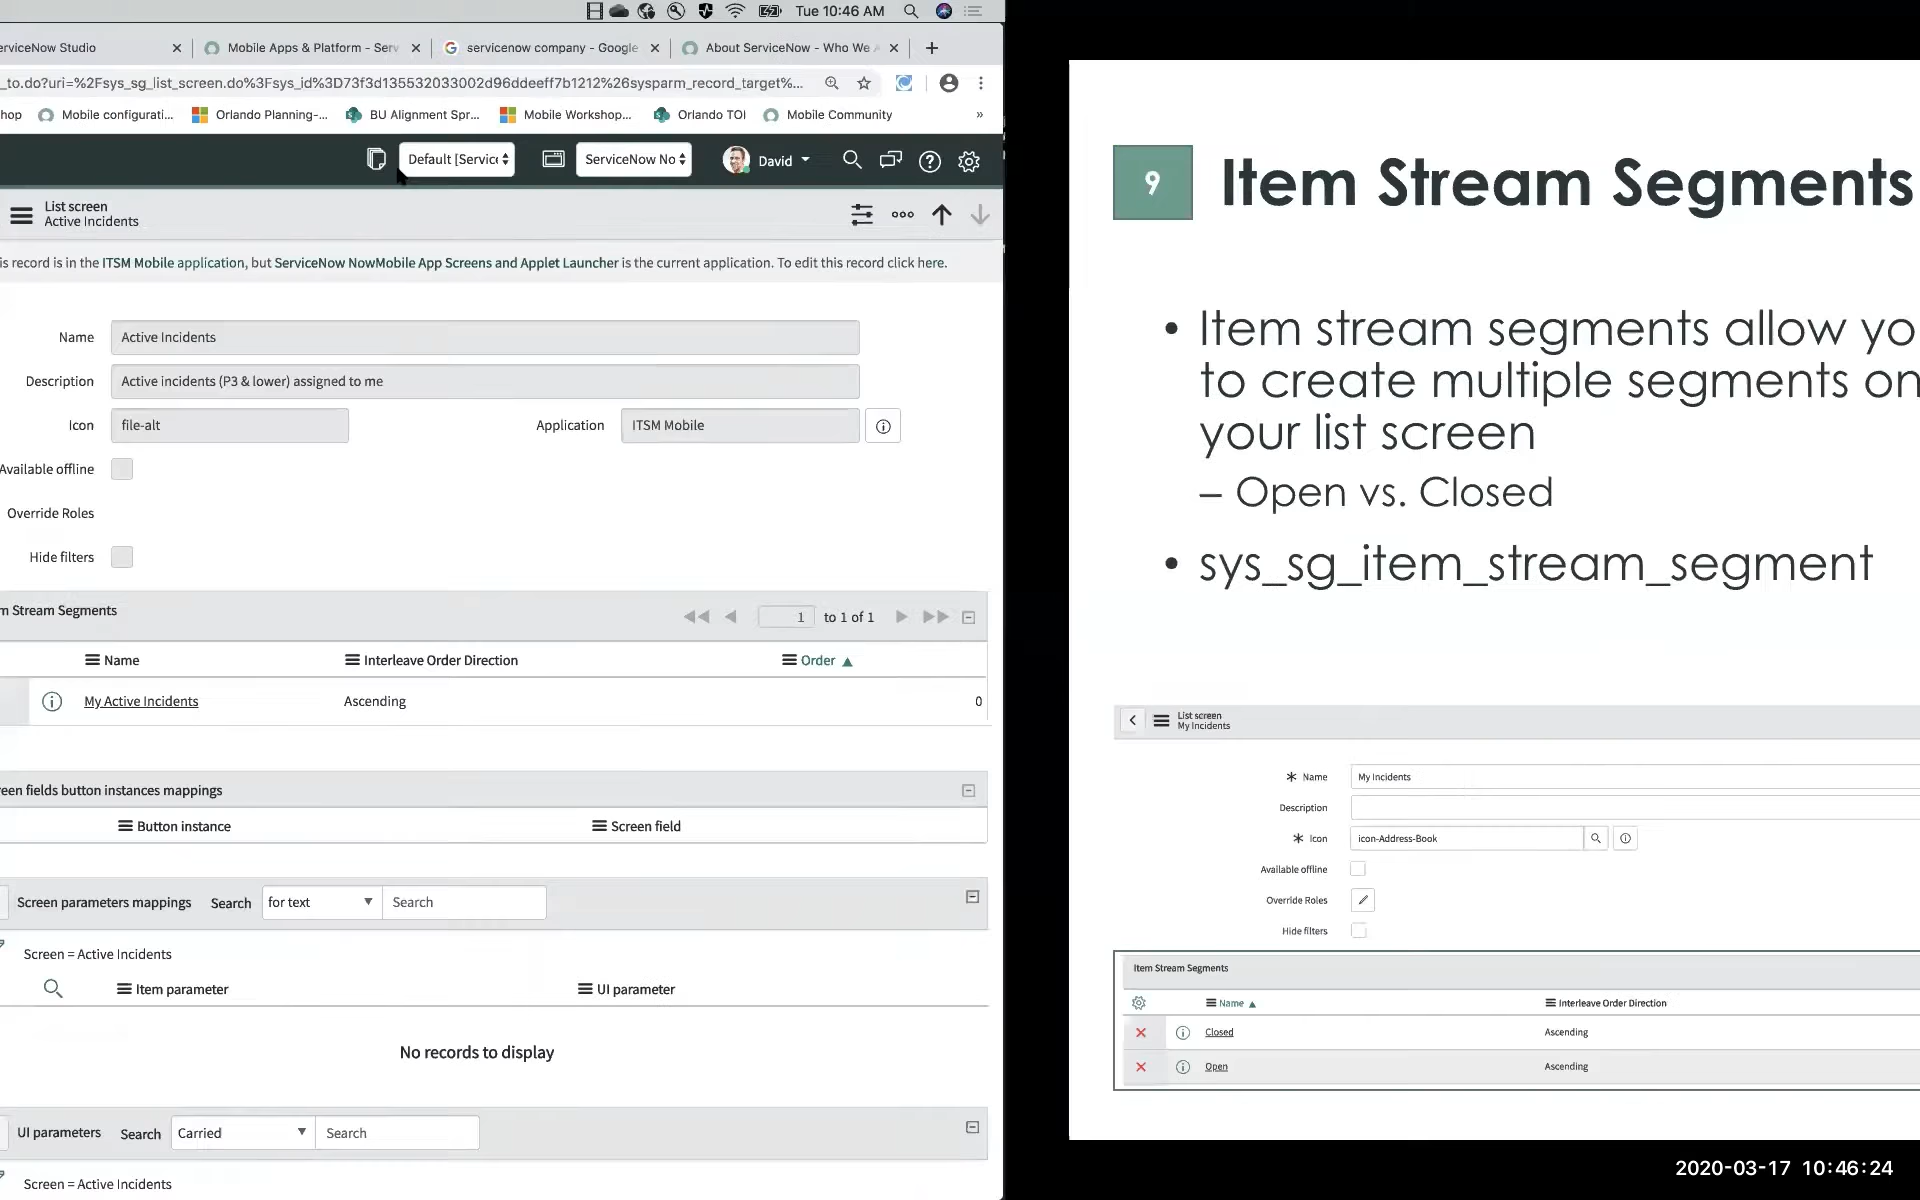 Tue 10:46 AM
erviceNow Studio
Mobile Apps & Platform - Serv
servicenow company - Google
About ServiceNow - Who We A
_to.do?uri=%2Fsys_sg_list_screen.do%3Fsys_id%3D73f3d135532033002d96ddeeff7b1212%26sysparm_record_target%...
hop
Mobile configurati...
Orlando Planning-...
BU Alignment Spr...
Mobile Workshop...
Orlando TOI
Mobile Community
»
Default [Service
ServiceNow No
David
List screen
Active Incidents
is record is in the ITSM Mobile application, but ServiceNow NowMobile App Screens and Applet Launcher is the current application. To edit this record click here.
Name
Active Incidents
Description
Active incidents (P3 & lower) assigned to me
Icon
file-alt
Application
ITSM Mobile
Available offline
Override Roles
Hide filters
m Stream Segments
1 to 1 of 1
Name
Interleave Order Direction
Order
My Active Incidents
Ascending
0
een fields button instances mappings
Button instance
Screen field
Screen parameters mappings
Search
for text
Search
Screen = Active Incidents
Item parameter
UI parameter
No records to display
UI parameters
Search
Carried
Search
Screen = Active Incidents
9
Item Stream Segments
• Item stream segments allow yo
to create multiple segments on
your list screen
– Open vs. Closed
• sys_sg_item_stream_segment
List screen
My Incidents
Name
My Incidents
Description
Icon
icon-Address-Book
Available offline
Override Roles
Hide filters
Item Stream Segments
Name
Interleave Order Direction
Closed
Ascending
Open
Ascending
2020-03-17 10:46:24